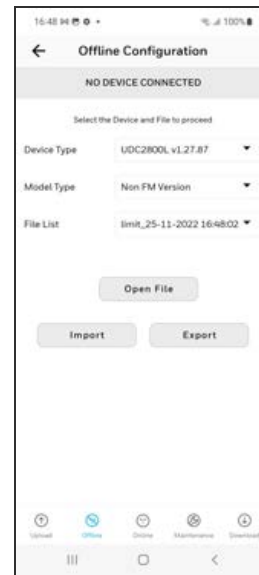 16:48
100%
Offline Configuration
NO DEVICE CONNECTED
Select the Device and File to proceed
Device Type UDC2800L v1.27.87
Model Type Non FM Version
File List limit_25-11-2022 16:48:02
Open File
Import Export
Upload Offline Online Maintenance Download